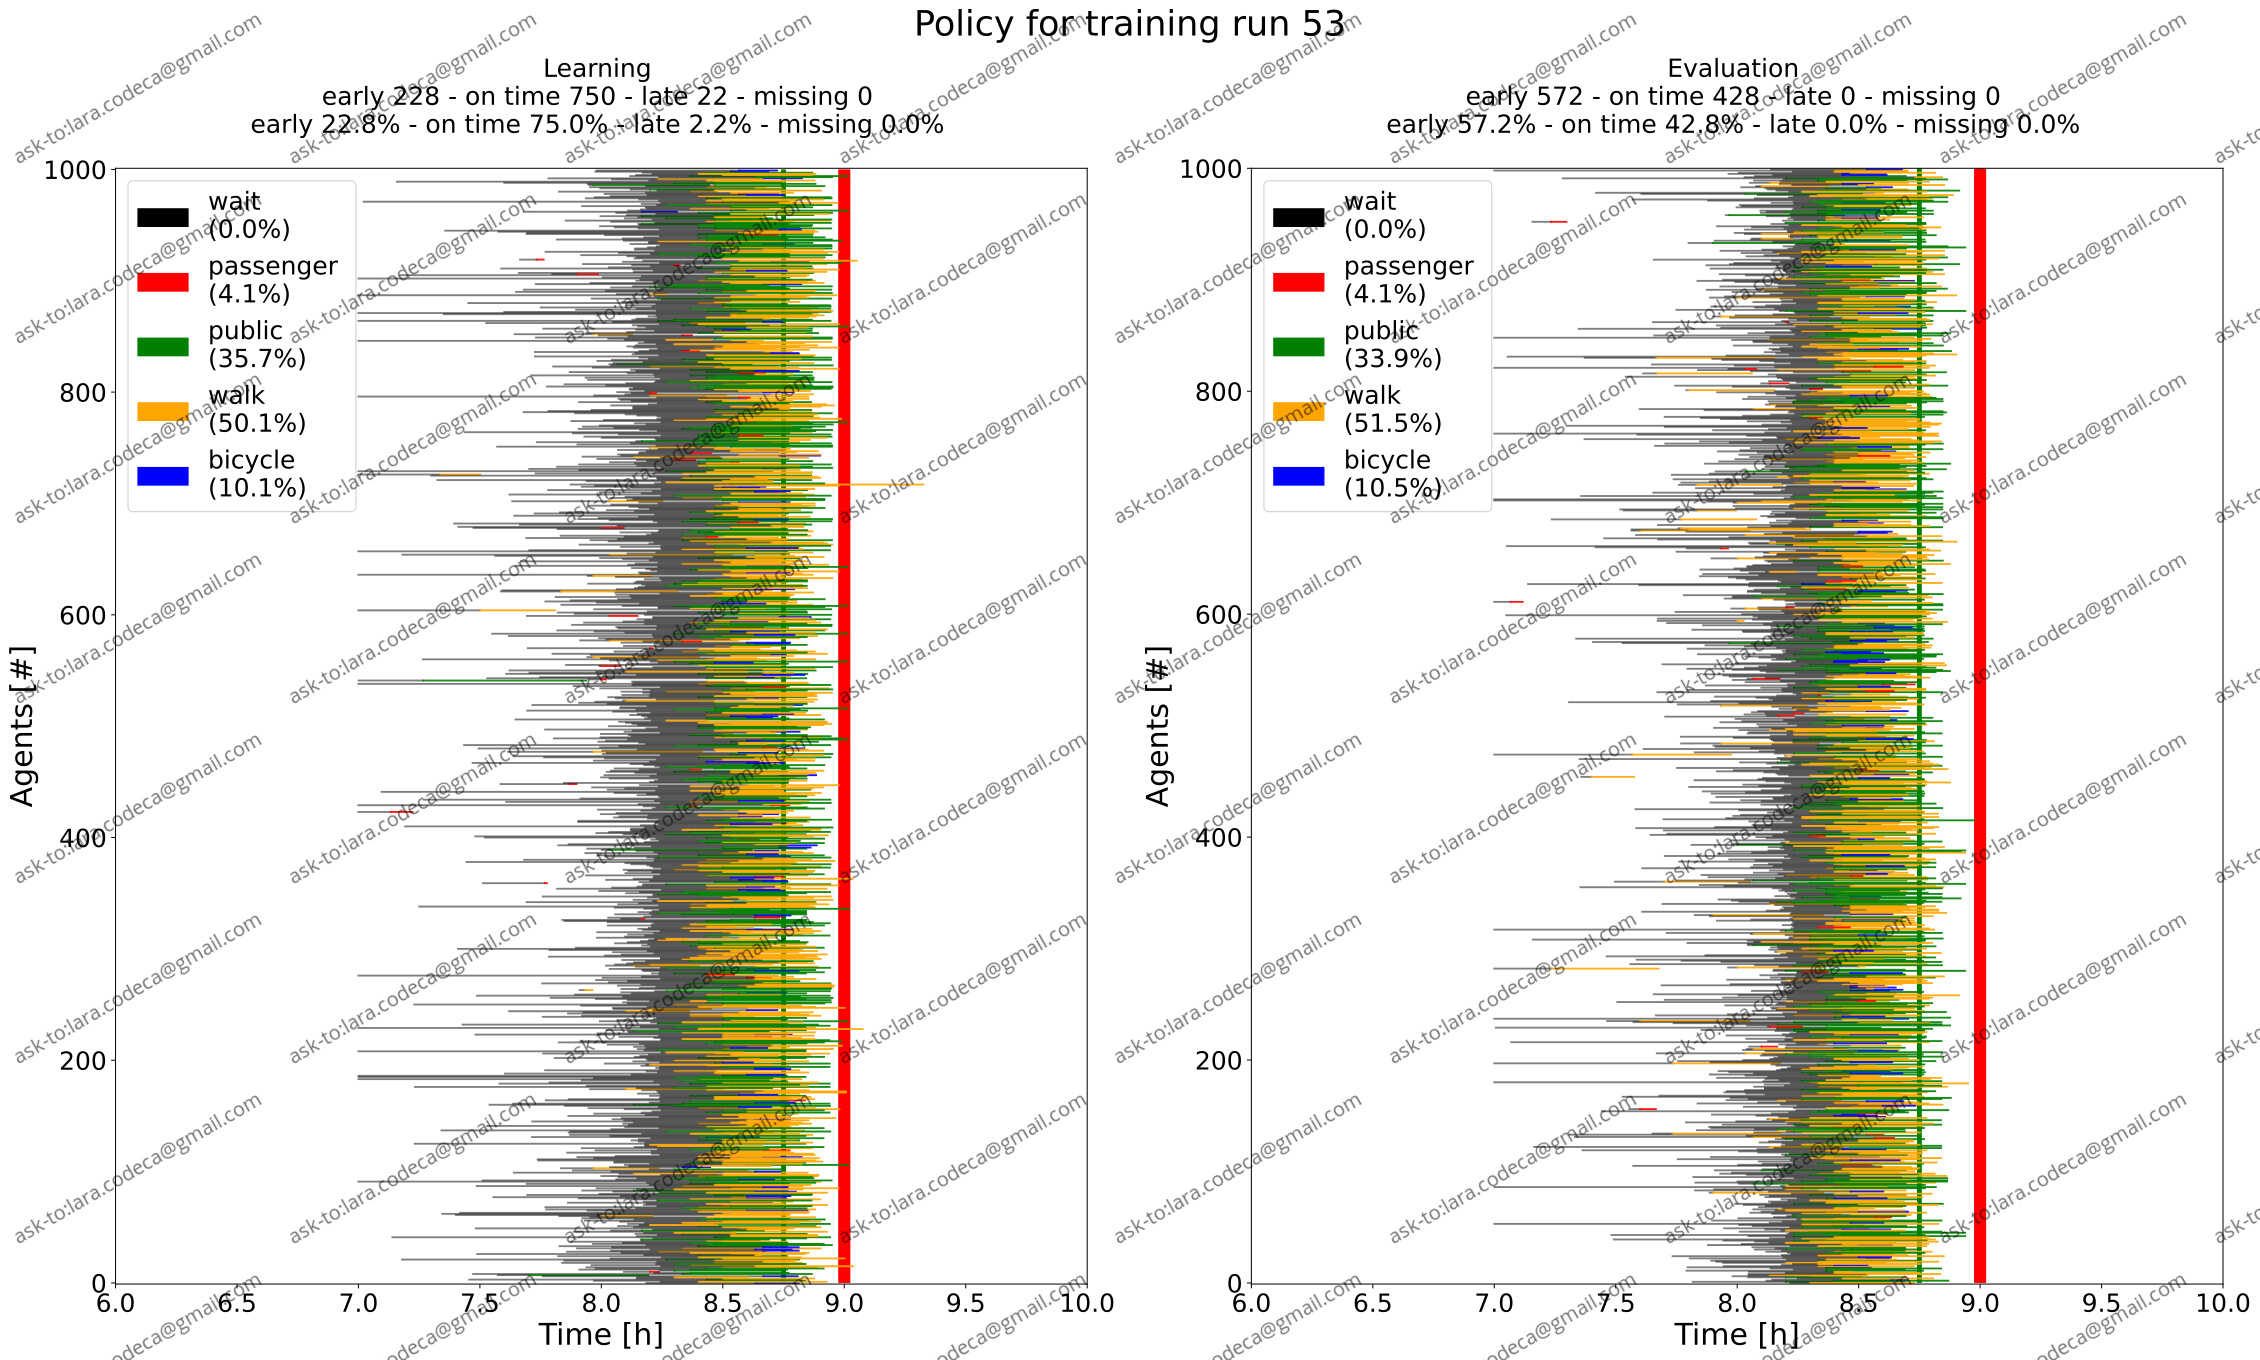 Policy for training run 53
Learning
early 228 - on time 750 - late 22 - missing 0
early 22.8% - on time 75.0% - late 2.2% - missing 0.0%
wait
(0.0%)
passenger
(4.1%)
public
(35.7%)
walk
(50.1%)
bicycle
(10.1%)
1000
800
600
400
200
0
Agents [#]
6.0 6.5 7.0 7.5 8.0 8.5 9.0 9.5 10.0
Time [h]
Evaluation
early 572 - on time 428 - late 0 - missing 0
early 57.2% - on time 42.8% - late 0.0% - missing 0.0%
wait
(0.0%)
passenger
(4.1%)
public
(33.9%)
walk
(51.5%)
bicycle
(10.5%)
1000
800
600
400
200
0
Agents [#]
6.0 6.5 7.0 7.5 8.0 8.5 9.0 9.5 10.0
Time [h]
ask-to:lara.codeca@gmail.com